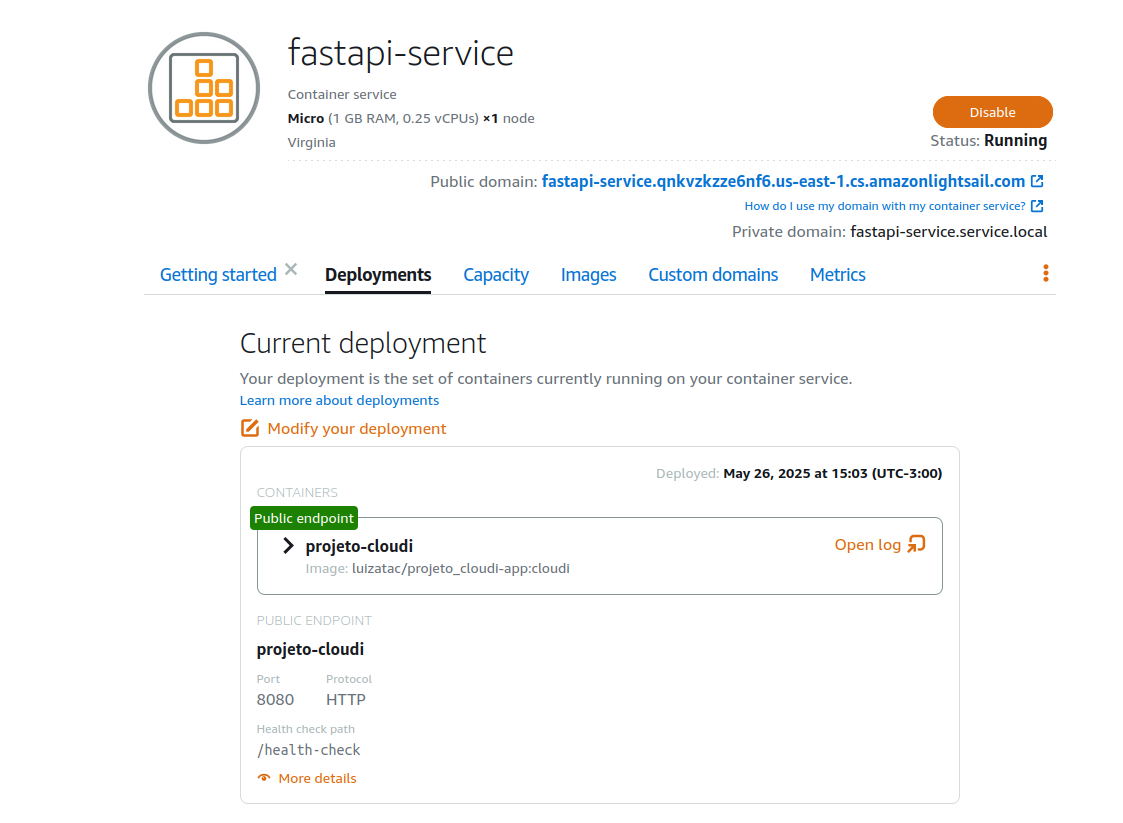 fastapi-service
Container service
Micro (1 GB RAM, 0.25 vCPUs) ×1 node
Virginia
Disable
Status: Running
Public domain: fastapi-service.qnkvzkzze6nf6.us-east-1.cs.amazonlightsail.com
How do I use my domain with my container service?
Private domain: fastapi-service.service.local
Getting started Deployments Capacity Images Custom domains Metrics
Current deployment
Your deployment is the set of containers currently running on your container service.
Learn more about deployments
Modify your deployment
Deployed: May 26, 2025 at 15:03 (UTC-3:00)
CONTAINERS
Public endpoint
projeto-cloudi
Open log
Image: luizatac/projeto_cloudi-app:cloudi
PUBLIC ENDPOINT
projeto-cloudi
Port Protocol
8080 HTTP
Health check path
/health-check
More details